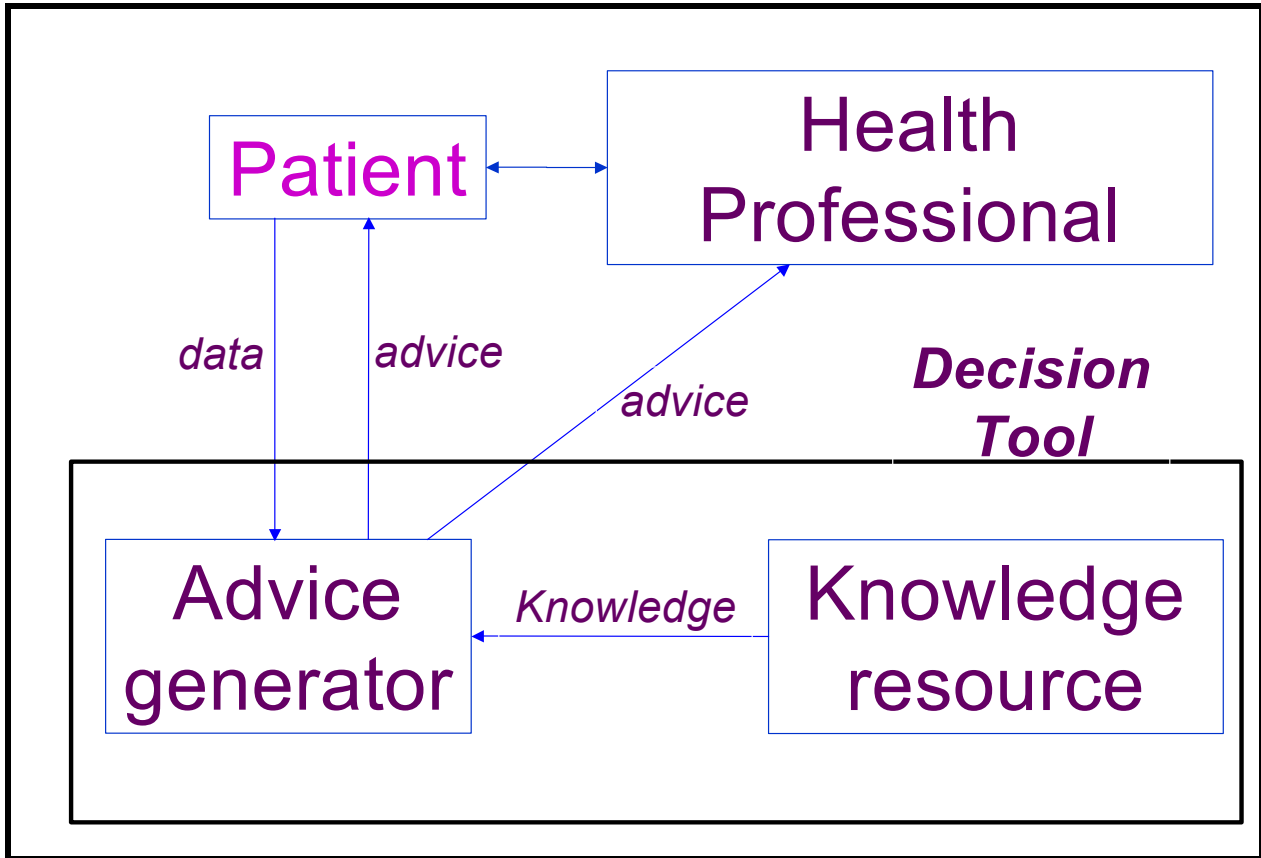 Patient
Health
Professional
data
advice
advice
Decision
Tool
Advice
generator
Knowledge
Knowledge
resource